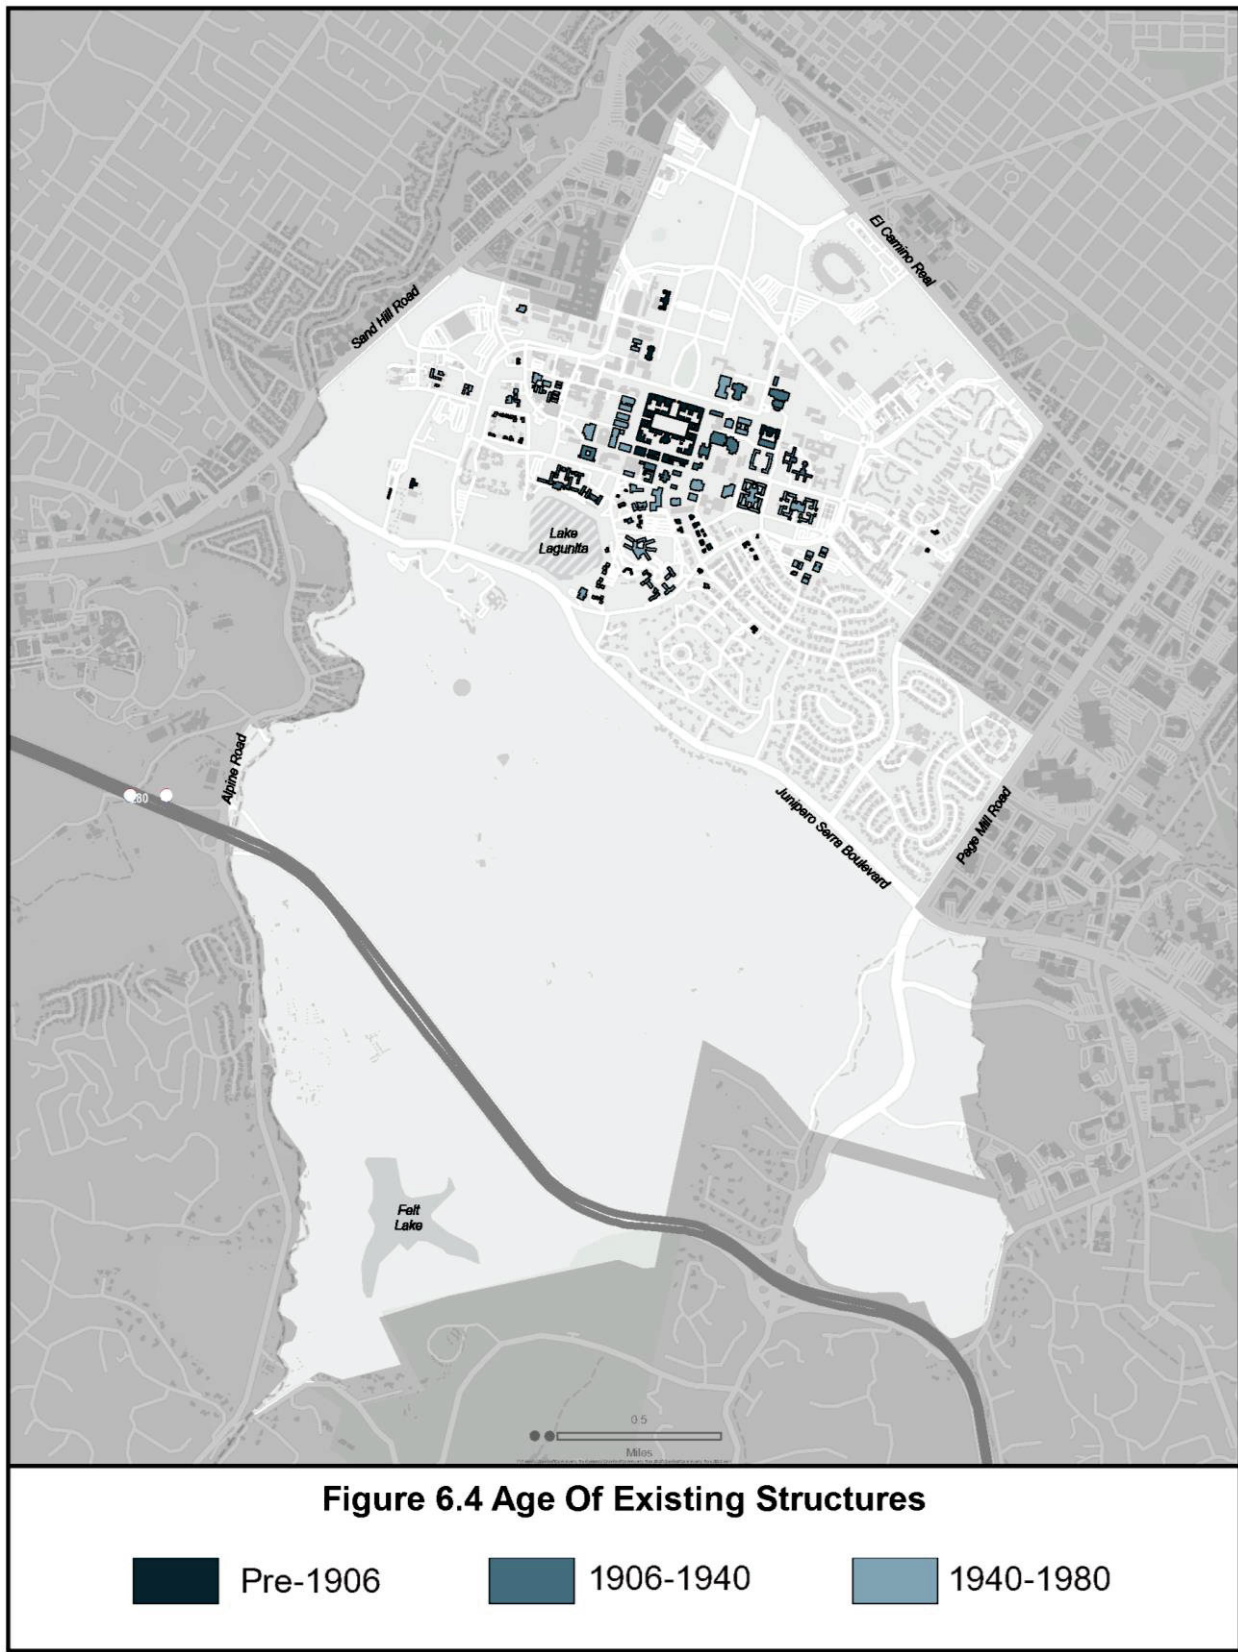 El Camino Real
Sand Hill Road
Lake
Lagunita
Alpine Road
280
Junipero Serra Boulevard
Page Mill Road
Felt
Lake
0.5
Miles
Figure 6.4 Age Of Existing Structures
Pre-1906
1906-1940
1940-1980